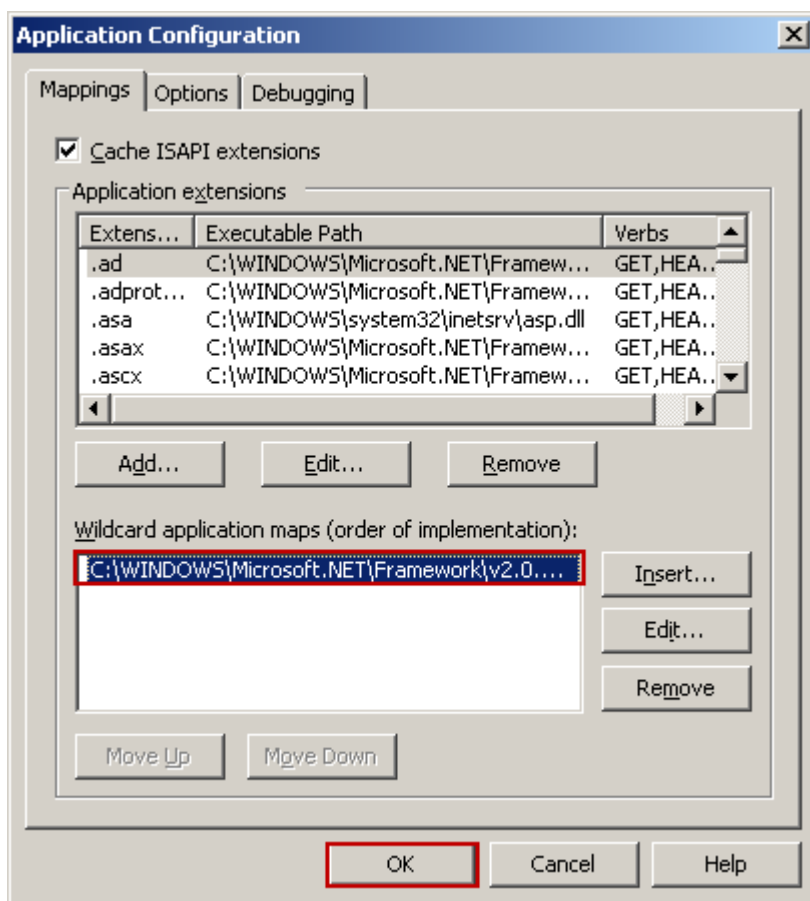 Application Configuration
Mappings Options Debugging
Cache ISAPI extensions
Application extensions
Extens... Executable Path Verbs
.ad C:\WINDOWS\Microsoft.NET\Framew... GET,HEA...
.adprot... C:\WINDOWS\Microsoft.NET\Framew... GET,HEA...
.asa C:\WINDOWS\system32\inetsrv\asp.dll GET,HEA...
.asax C:\WINDOWS\Microsoft.NET\Framew... GET,HEA...
.ascx C:\WINDOWS\Microsoft.NET\Framew... GET,HEA...
Add... Edit... Remove
Wildcard application maps (order of implementation):
C:\WINDOWS\Microsoft.NET\Framework\v2.0....
Insert...
Edit...
Remove
Move Up Move Down
OK Cancel Help